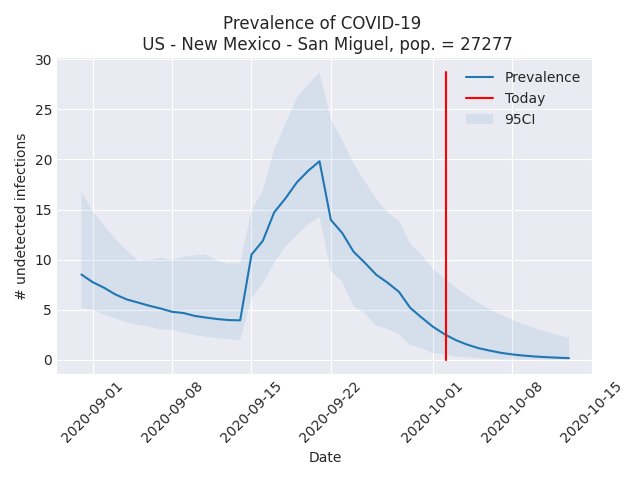 Prevalence of COVID-19
US - New Mexico - San Miguel, pop. = 27277
Prevalence
Today
95CI
# undetected infections
30
25
20
15
10
5
0
2020-09-01
2020-09-08
2020-09-15
2020-09-22
2020-10-01
2020-10-08
2020-10-15
Date